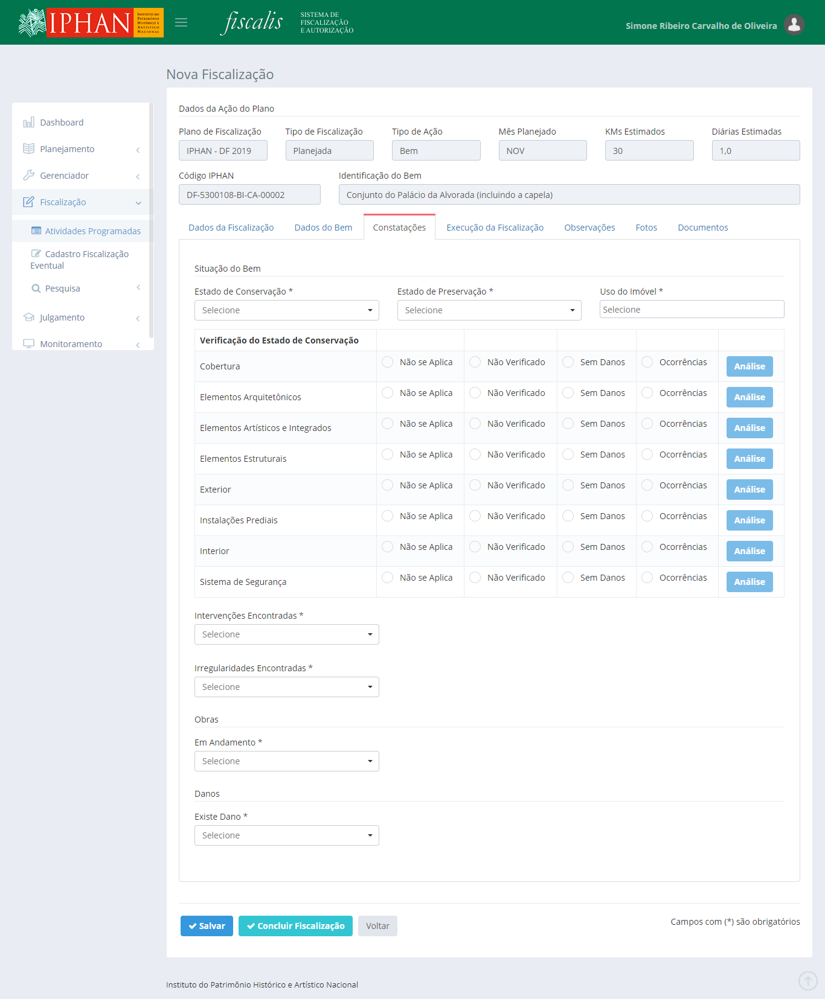 IPHAN
INSTITUTO DO
PATRIMÔNIO
HISTÓRICO E
ARTÍSTICO
NACIONAL
fiscalis
SISTEMA DE
FISCALIZAÇÃO
E AUTORIZAÇÃO
Simone Ribeiro Carvalho de Oliveira
Nova Fiscalização
Dashboard
Planejamento
Gerenciador
Fiscalização
Atividades Programadas
Cadastro Fiscalização
Eventual
Pesquisa
Julgamento
Monitoramento
Dados da Ação do Plano
Plano de Fiscalização Tipo de Fiscalização Tipo de Ação Mês Planejado KMs Estimados Diárias Estimadas
IPHAN - DF 2019 Planejada Bem NOV 30 1,0
Código IPHAN Identificação do Bem
DF-5300108-BI-CA-00002 Conjunto do Palácio da Alvorada (incluindo a capela)
Dados da Fiscalização Dados do Bem Constatações Execução da Fiscalização Observações Fotos Documentos
Situação do Bem
Estado de Conservação * Estado de Preservação * Uso do Imóvel *
Selecione Selecione Selecione
Verificação do Estado de Conservação
Cobertura Não se Aplica Não Verificado Sem Danos Ocorrências Análise
Elementos Arquitetônicos Não se Aplica Não Verificado Sem Danos Ocorrências Análise
Elementos Artísticos e Integrados Não se Aplica Não Verificado Sem Danos Ocorrências Análise
Elementos Estruturais Não se Aplica Não Verificado Sem Danos Ocorrências Análise
Exterior Não se Aplica Não Verificado Sem Danos Ocorrências Análise
Instalações Prediais Não se Aplica Não Verificado Sem Danos Ocorrências Análise
Interior Não se Aplica Não Verificado Sem Danos Ocorrências Análise
Sistema de Segurança Não se Aplica Não Verificado Sem Danos Ocorrências Análise
Intervenções Encontradas *
Selecione
Irregularidades Encontradas *
Selecione
Obras
Em Andamento *
Selecione
Danos
Existe Dano *
Selecione
Salvar Concluir Fiscalização Voltar Campos com (*) são obrigatórios
Instituto do Patrimônio Histórico e Artístico Nacional